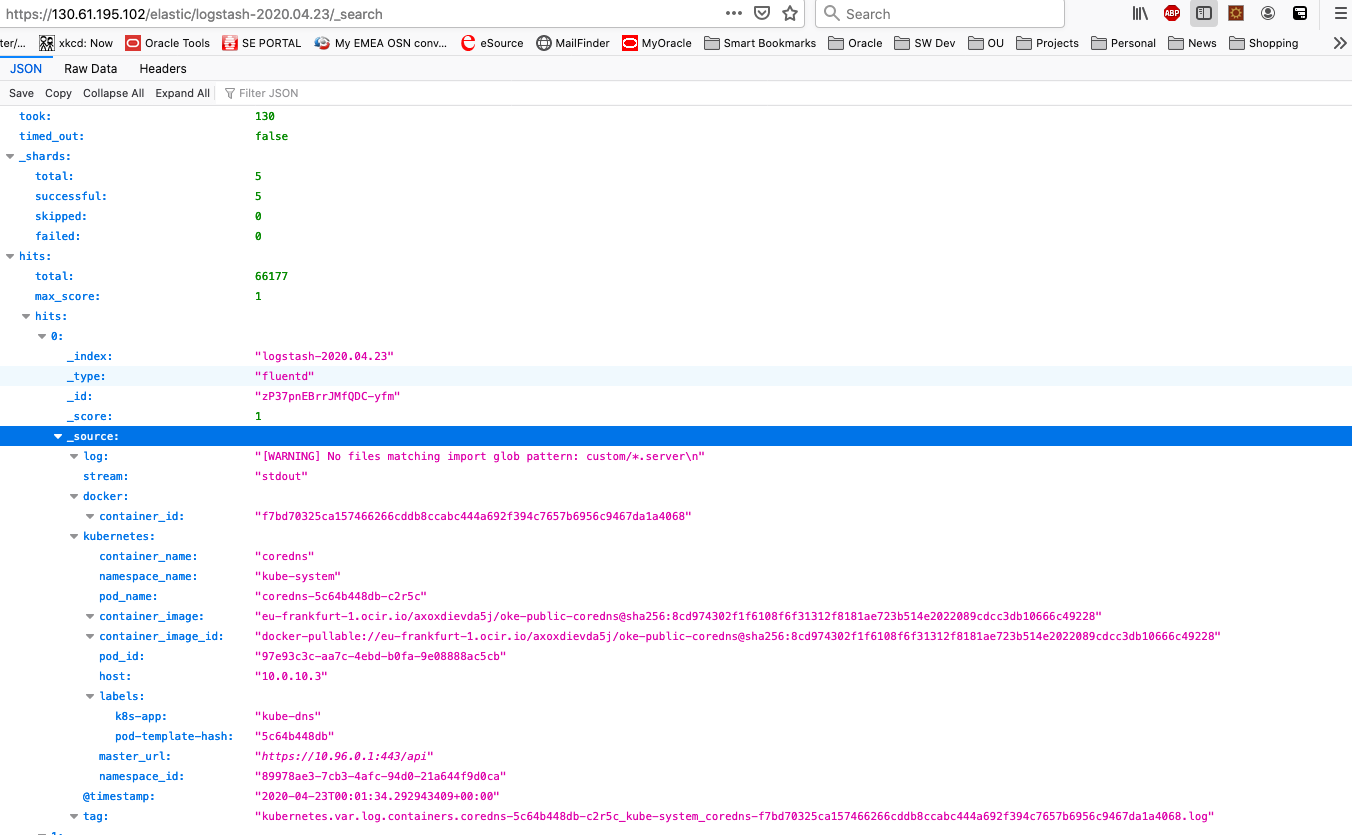 https://130.61.195.102/elastic/logstash-2020.04.23/_search ••• Search ABP
ter/... xkcd: Now Oracle Tools SE PORTAL My EMEA OSN conv... eSource MailFinder MyOracle Smart Bookmarks Oracle SW Dev OU Projects Personal News Shopping
JSON Raw Data Headers
Save Copy Collapse All Expand All Filter JSON
took: 130
timed_out: false
_shards:
total: 5
successful: 5
skipped: 0
failed: 0
hits:
total: 66177
max_score: 1
hits:
0:
_index: "logstash-2020.04.23"
_type: "fluentd"
_id: "zP37pnEBrrJMfQDC-yfm"
_score: 1
_source:
log: "[WARNING] No files matching import glob pattern: custom/*.server\n"
stream: "stdout"
docker:
container_id: "f7bd70325ca157466266cddb8ccabc444a692f394c7657b6956c9467da1a4068"
kubernetes:
container_name: "coredns"
namespace_name: "kube-system"
pod_name: "coredns-5c64b448db-c2r5c"
container_image: "eu-frankfurt-1.ocir.io/axoxdievda5j/oke-public-coredns@sha256:8cd974302f1f6108f6f31312f8181ae723b514e2022089cdcc3db10666c49228"
container_image_id: "docker-pullable://eu-frankfurt-1.ocir.io/axoxdievda5j/oke-public-coredns@sha256:8cd974302f1f6108f6f31312f8181ae723b514e2022089cdcc3db10666c49228"
pod_id: "97e93c3c-aa7c-4ebd-b0fa-9e08888ac5cb"
host: "10.0.10.3"
labels:
k8s-app: "kube-dns"
pod-template-hash: "5c64b448db"
master_url: "https://10.96.0.1:443/api"
namespace_id: "89978ae3-7cb3-4afc-94d0-21a644f9d0ca"
@timestamp: "2020-04-23T00:01:34.292943409+00:00"
tag: "kubernetes.var.log.containers.coredns-5c64b448db-c2r5c_kube-system_coredns-f7bd70325ca157466266cddb8ccabc444a692f394c7657b6956c9467da1a4068.log"
1: